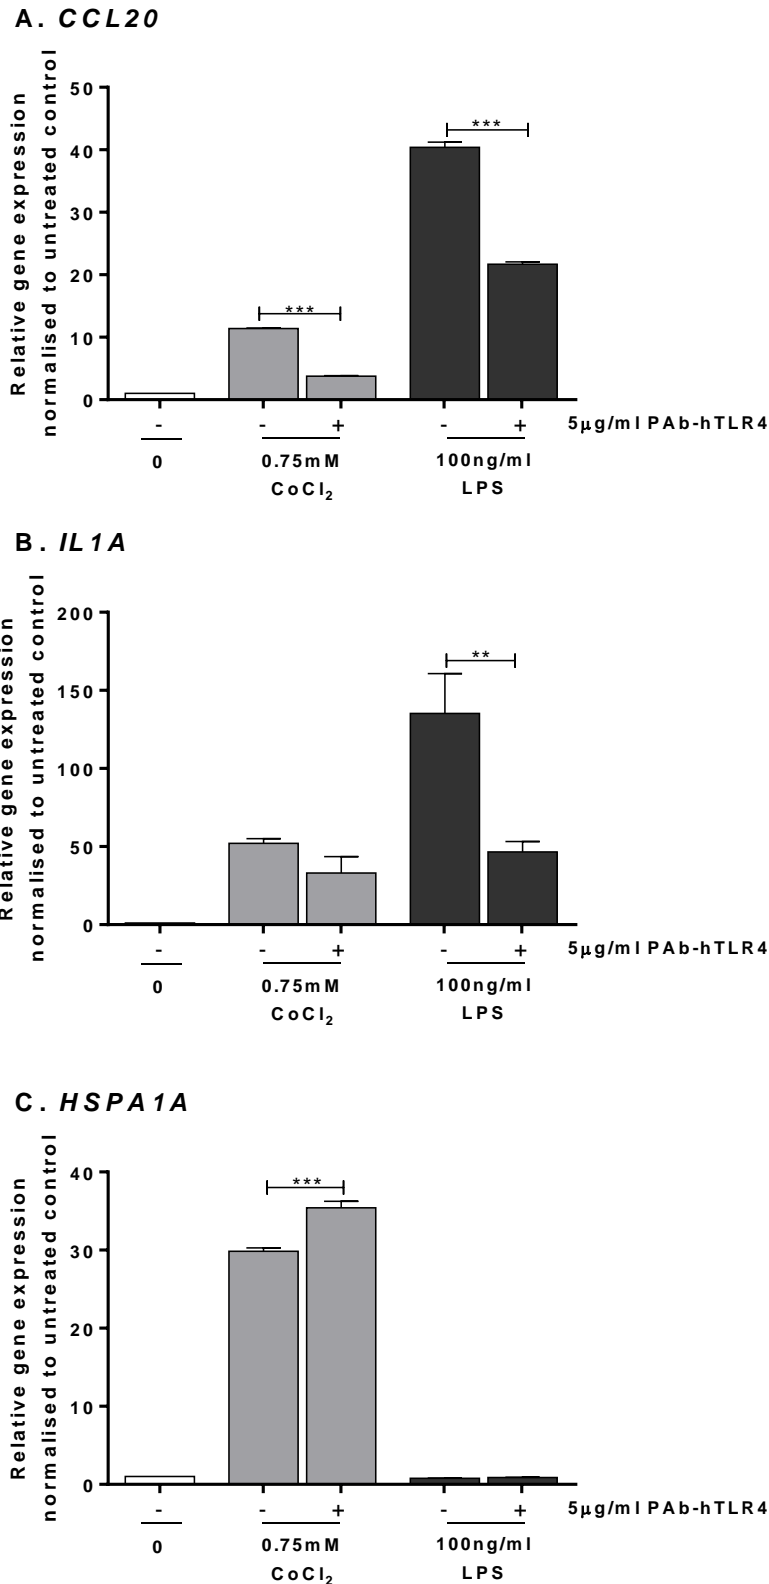 A. CCL20
Relative gene expression
normalised to untreated control
50
40
30
20
10
0
***
***
- - + - + 5μg/ml PAb-hTLR4
0 0.75mM 100ng/ml
CoCl₂ LPS
B. IL1A
Relative gene expression
normalised to untreated control
200
150
100
50
0
**
- - + - + 5μg/ml PAb-hTLR4
0 0.75mM 100ng/ml
CoCl₂ LPS
C. HSPA1A
Relative gene expression
normalised to untreated control
40
30
20
10
0
***
- - + - + 5μg/ml PAb-hTLR4
0 0.75mM 100ng/ml
CoCl₂ LPS